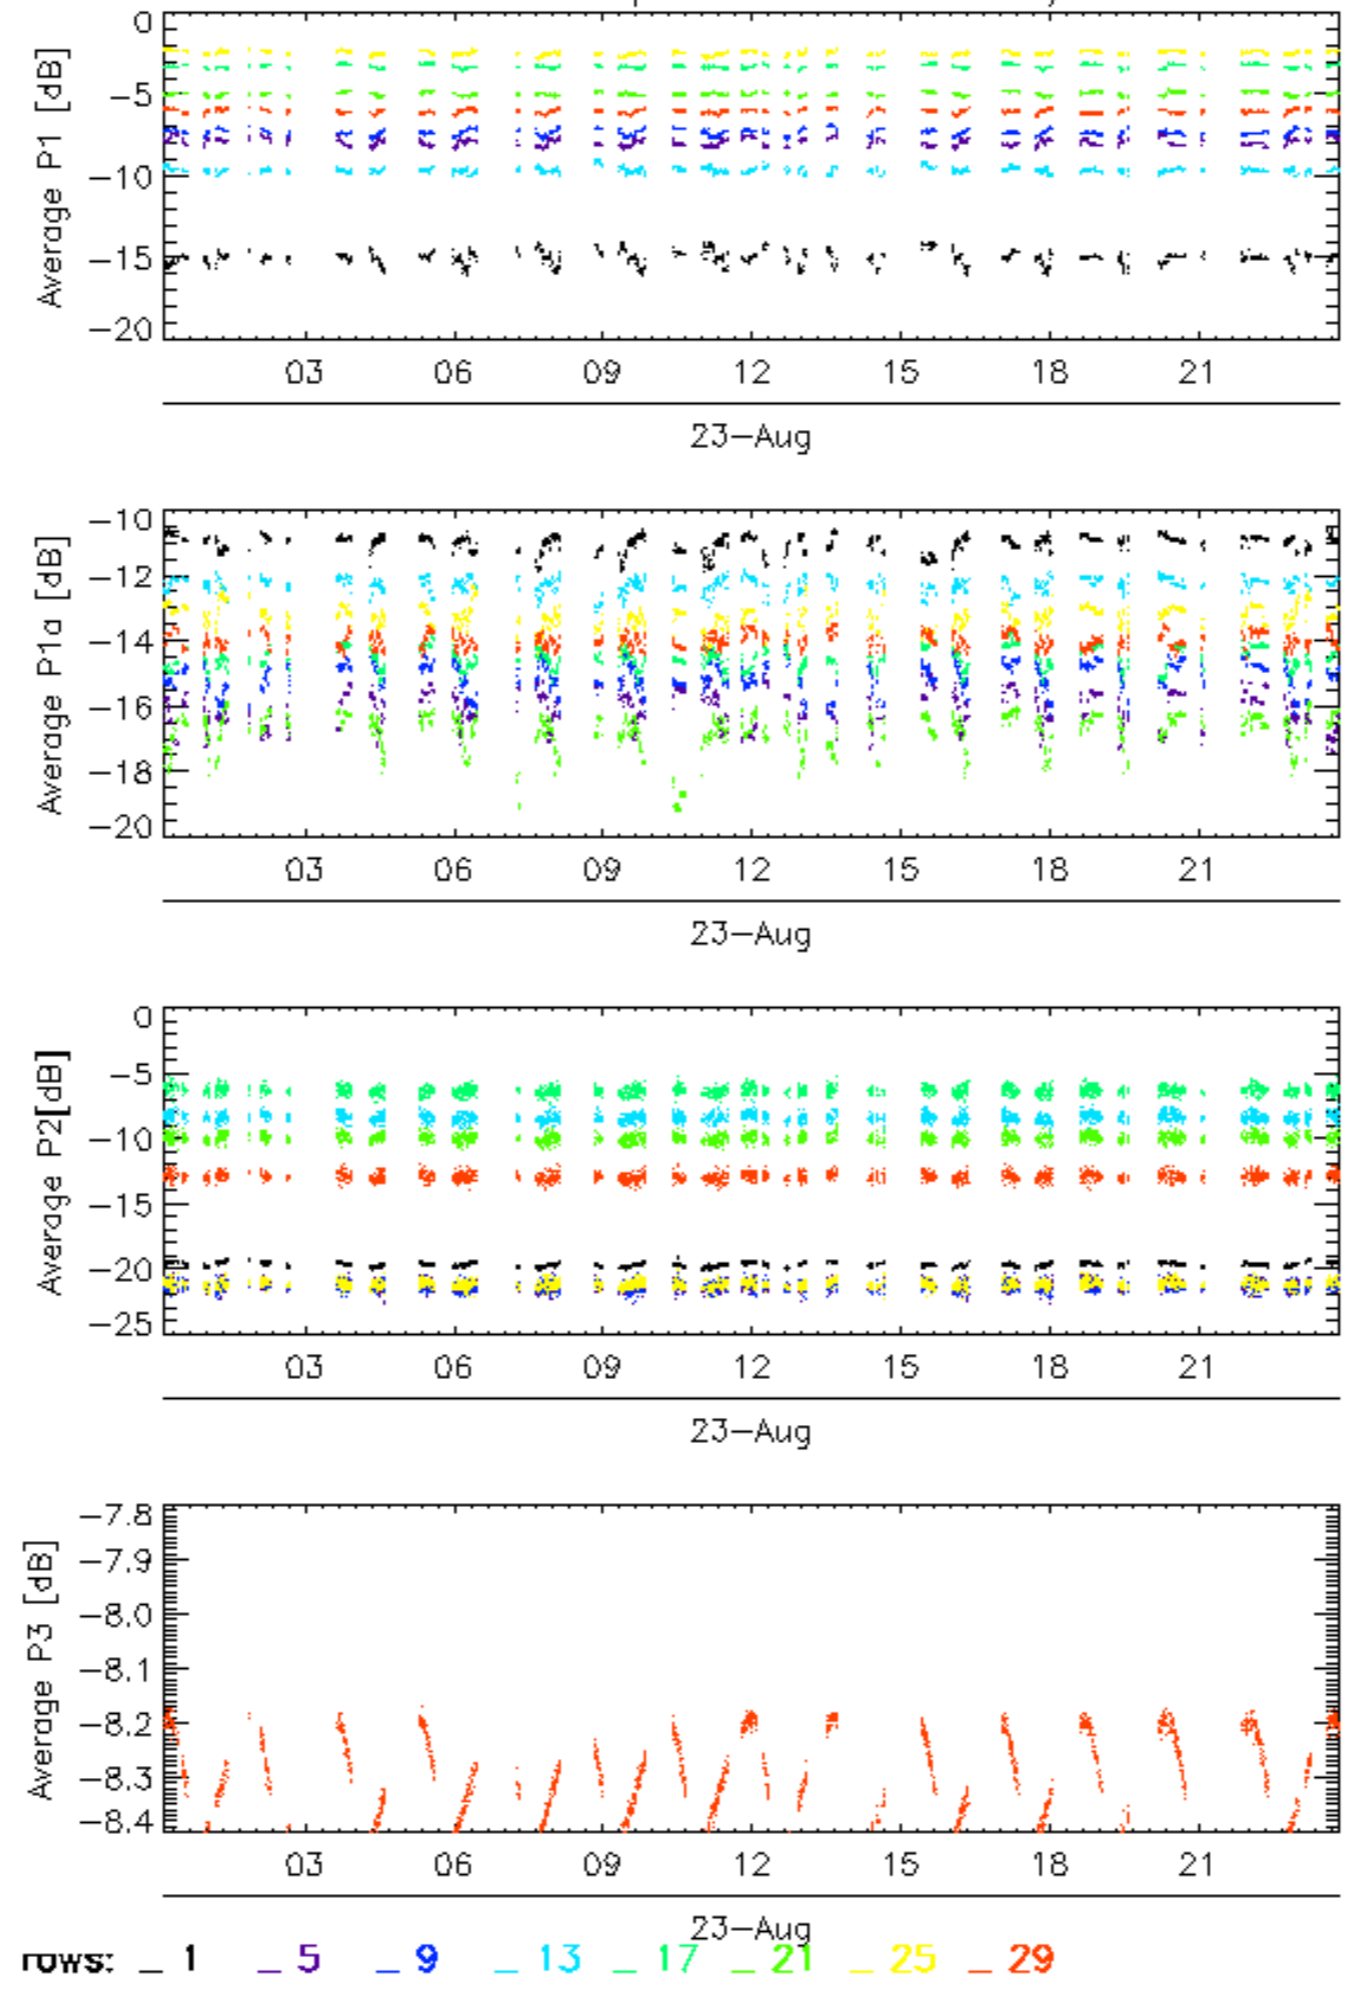 0
−5
−10
−15
−20
Average P1 [dB]
03 06 09 12 15 18 21
23−Aug
−10
−12
−14
−16
−18
−20
Average P1a [dB]
03 06 09 12 15 18 21
23−Aug
0
−5
−10
−15
−20
−25
Average P2[dB]
03 06 09 12 15 18 21
23−Aug
−7.8
−7.9
−8.0
−8.1
−8.2
−8.3
−8.4
Average P3 [dB]
03 06 09 12 15 18 21
23−Aug
rows: _ 1 _ 5 _ 9 _ 13 _ 17 _ 21 _ 25 _ 29